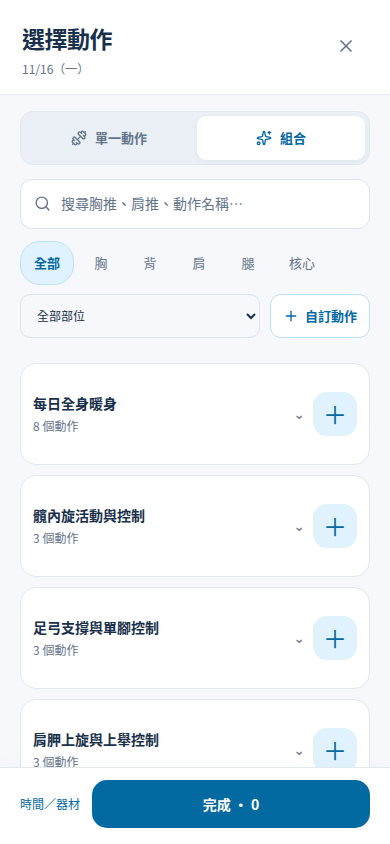 選擇動作
11/16（一）
單一動作
組合
搜尋胸推、肩推、動作名稱…
全部 胸 背 肩 腿 核心
全部部位
自訂動作
每日全身暖身
8 個動作
髖內旋活動與控制
3 個動作
足弓支撐與單腳控制
3 個動作
肩胛上旋與上舉控制
3 個動作
時間／器材
完成 · 0